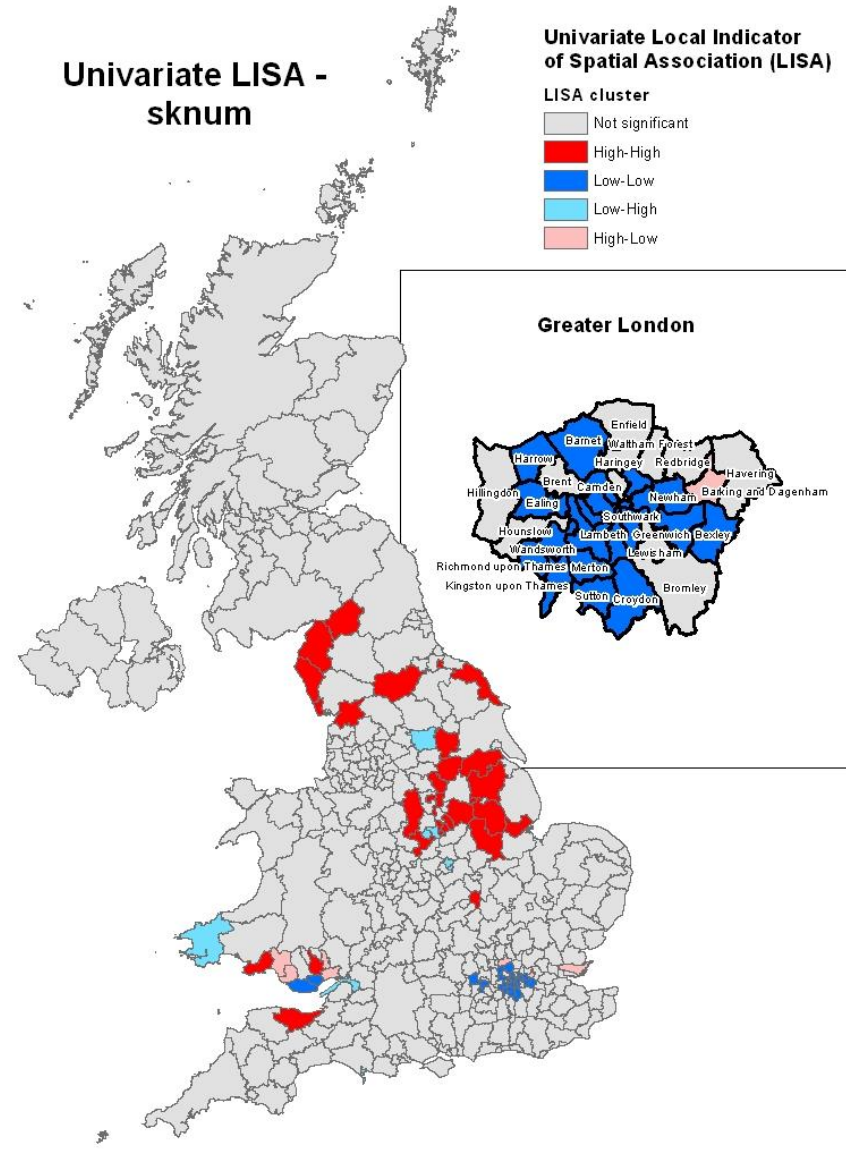 Univariate LISA -
sknum
Univariate Local Indicator
of Spatial Association (LISA)
LISA cluster
Not significant
High-High
Low-Low
Low-High
High-Low
Greater London
Enfield
Barnet
Waltham Forest
Harrow
Haringey
Redbridge
Havering
Brent
Camden
Hillingdon
Newham
Barking and Dagenham
Ealing
Southwark
Hounslow
Lambeth
Greenwich
Bexley
Wandsworth
Lewisham
Richmond upon Thames
Merton
Kingston upon Thames
Bromley
Sutton
Croydon